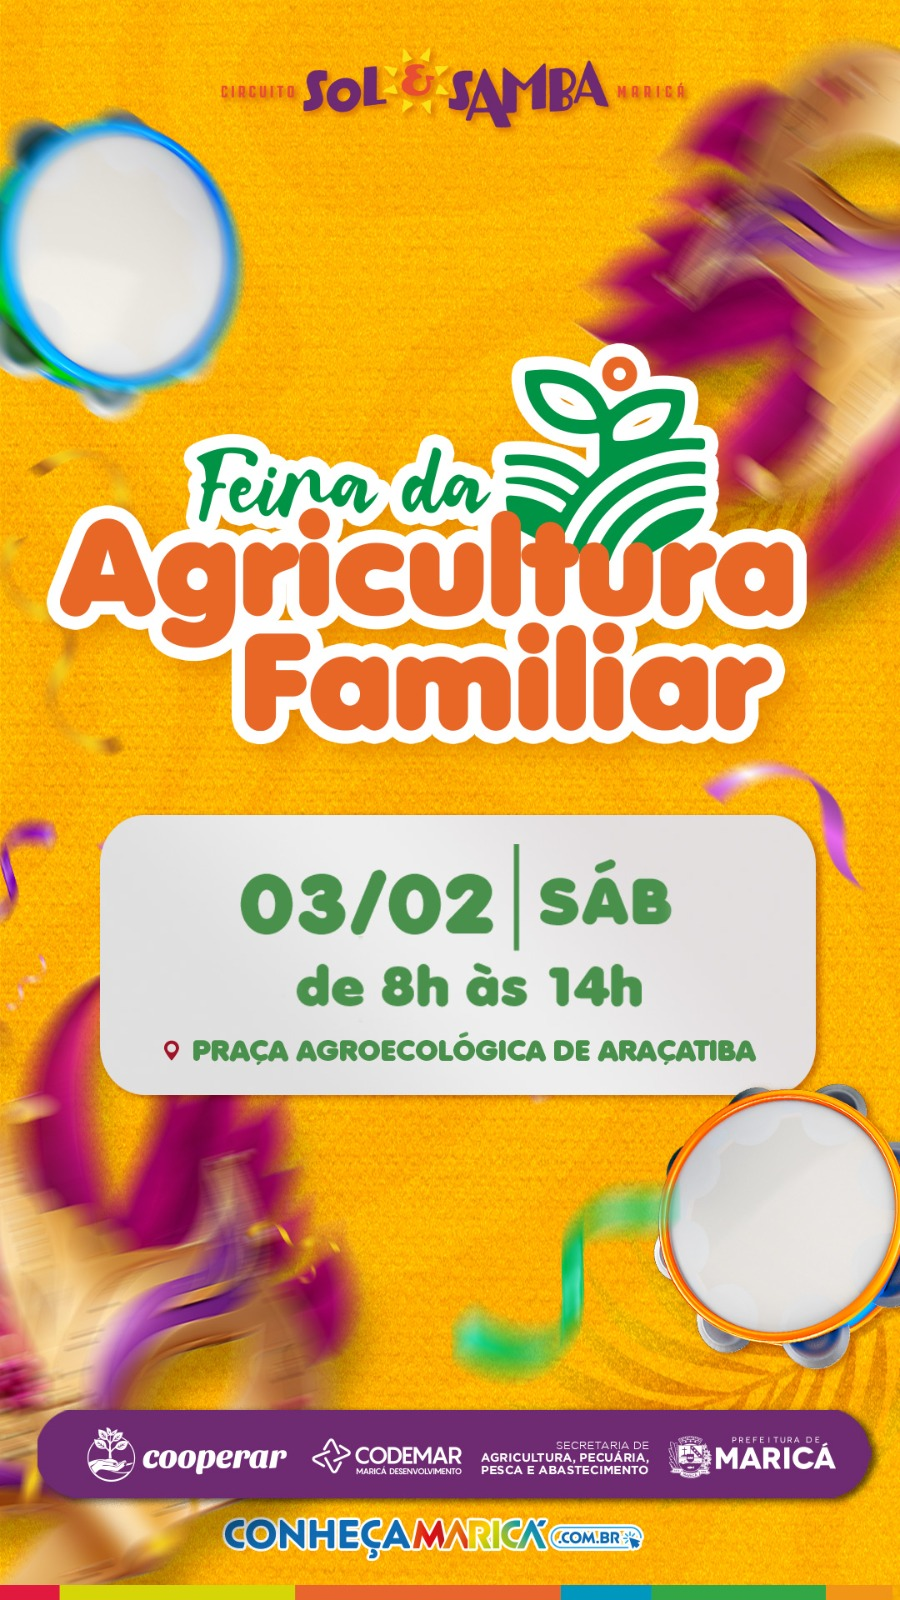 CIRCUITO SOL & SAMBA MARICÁ
Feira da
Agricultura
Familiar
03/02 SÁB
de 8h às 14h
PRAÇA AGROECOLÓGICA DE ARAÇATIBA
cooperar
CODEMAR
MARICÁ DESENVOLVIMENTO
SECRETARIA DE
AGRICULTURA, PECUÁRIA,
PESCA E ABASTECIMENTO
PREFEITURA DE
MARICÁ
CONHEÇAMARICÁ .COM.BR